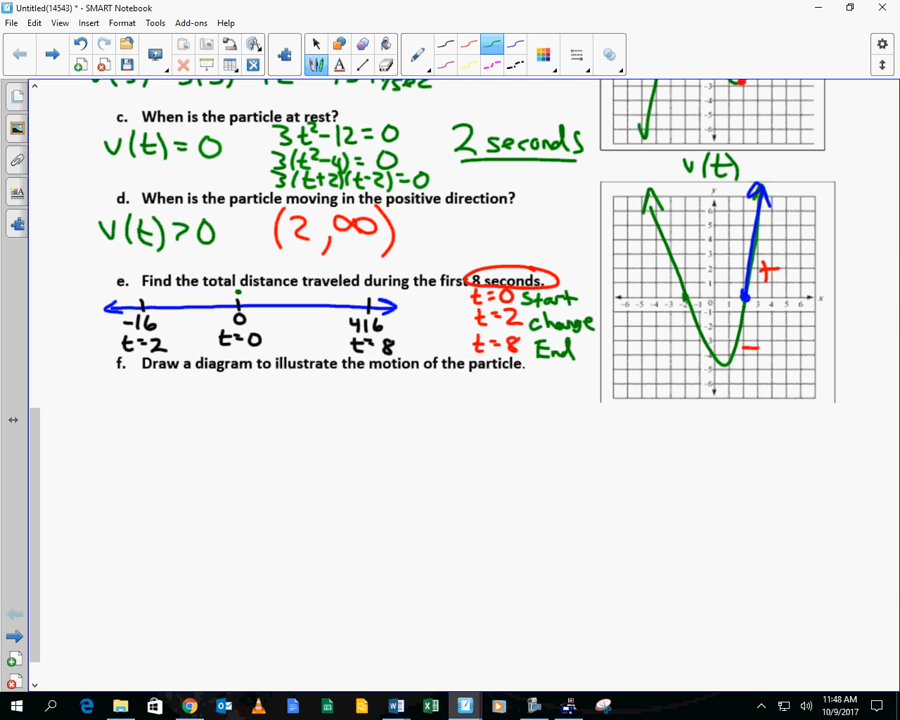 Untitled(14543) * - SMART Notebook
File Edit View Insert Format Tools Add-ons Help
c. When is the particle at rest?
v(t) = 0
3t²-12 = 0
3(t²-4) = 0
3(t+2)(t-2)=0
2 seconds
v(t)
d. When is the particle moving in the positive direction?
v(t) > 0 (2, ∞)
e. Find the total distance traveled during the first 8 seconds.
t=0 Start
t=2 change
t=8 End
-16 0 416
t=2 t=0 t=8
+
−
f. Draw a diagram to illustrate the motion of the particle.
11:48 AM
10/9/2017